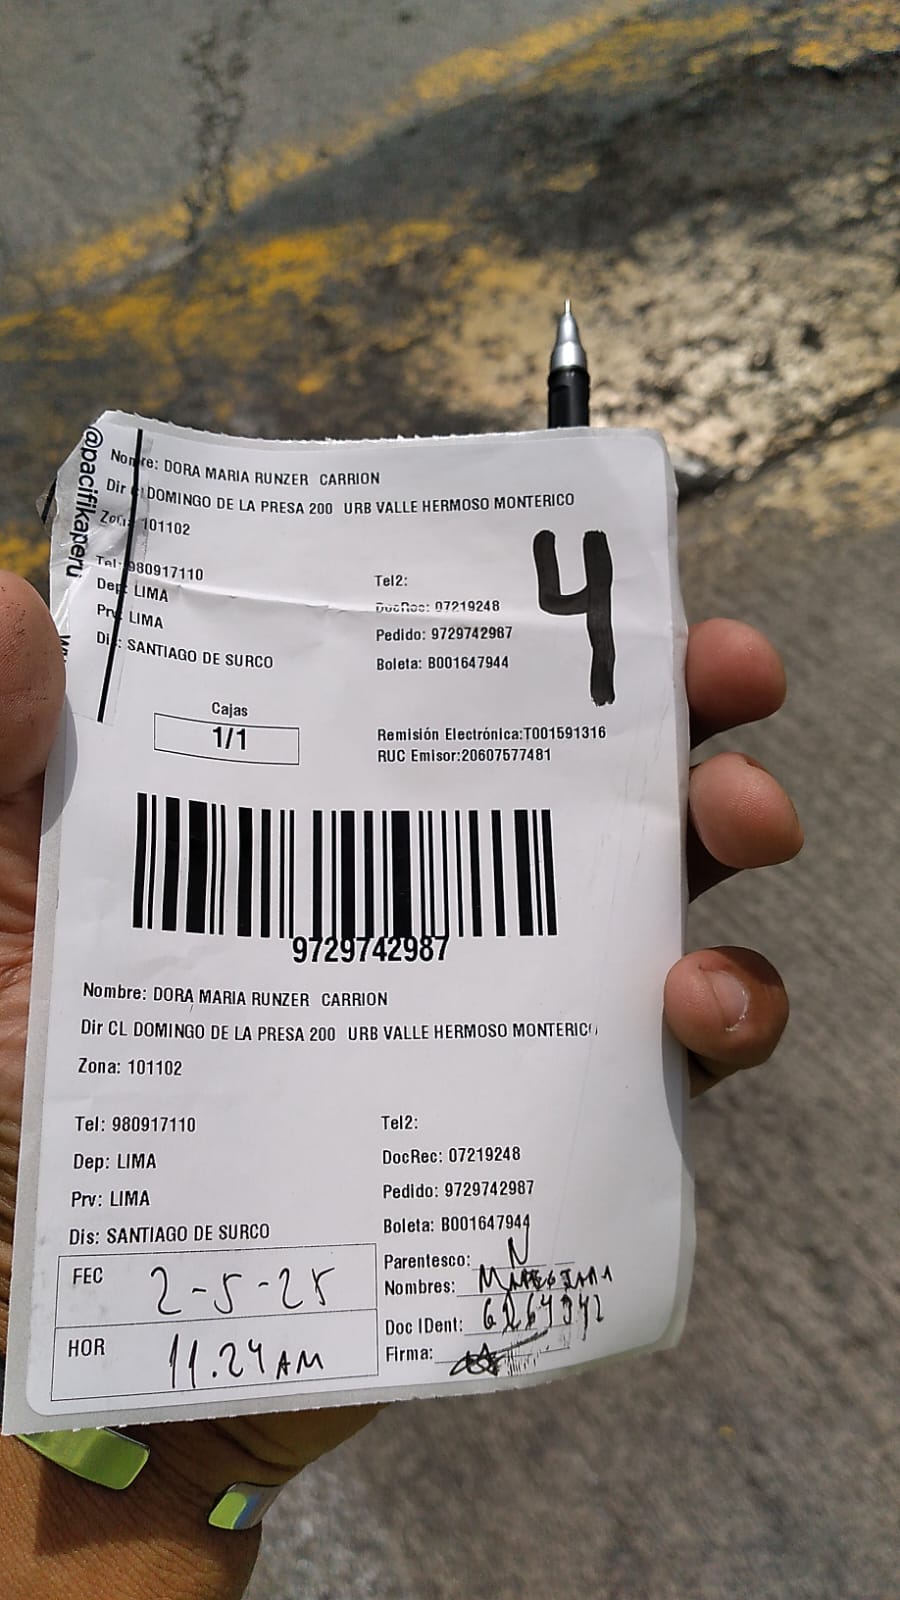 @pacifikaperu
Nombre: DORA MARIA RUNZER CARRION
Dir CL DOMINGO DE LA PRESA 200 URB VALLE HERMOSO MONTERICO
Zona: 101102
Tel: 980917110 Tel2:
Dep: LIMA DocRec: 07219248
Prv: LIMA Pedido: 9729742987
Dis: SANTIAGO DE SURCO Boleta: B001647944
4
Cajas
1/1
Remisión Electrónica:T001591316
RUC Emisor:20607577481
9729742987
Nombre: DORA MARIA RUNZER CARRION
Dir CL DOMINGO DE LA PRESA 200 URB VALLE HERMOSO MONTERICO
Zona: 101102
Tel: 980917110 Tel2:
Dep: LIMA DocRec: 07219248
Prv: LIMA Pedido: 9729742987
Dis: SANTIAGO DE SURCO Boleta: B001647944
FEC 2-5-25
HOR 11.24 AM
Parentesco: N
Nombres:
Doc IDent:
Firma: